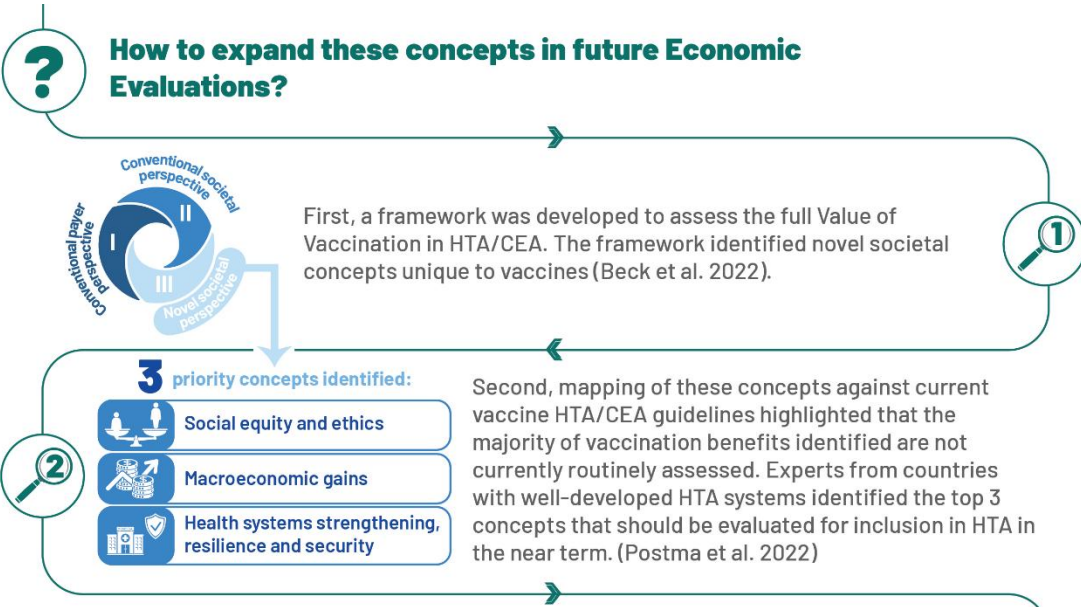 ?
How to expand these concepts in future Economic
Evaluations?
Conventional payer
perspective
Conventional societal
perspective
Novel societal
perspective
I
II
III
First, a framework was developed to assess the full Value of
Vaccination in HTA/CEA. The framework identified novel societal
concepts unique to vaccines (Beck et al. 2022).
1
3 priority concepts identified:
Social equity and ethics
Macroeconomic gains
Health systems strengthening,
resilience and security
2
Second, mapping of these concepts against current
vaccine HTA/CEA guidelines highlighted that the
majority of vaccination benefits identified are not
currently routinely assessed. Experts from countries
with well-developed HTA systems identified the top 3
concepts that should be evaluated for inclusion in HTA in
the near term. (Postma et al. 2022)